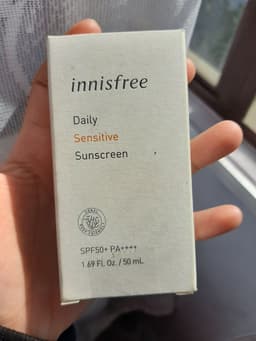 innisfree
Daily
Sensitive
Sunscreen
SPF50+ PA++++
1.69 Fl. Oz. / 50 mL